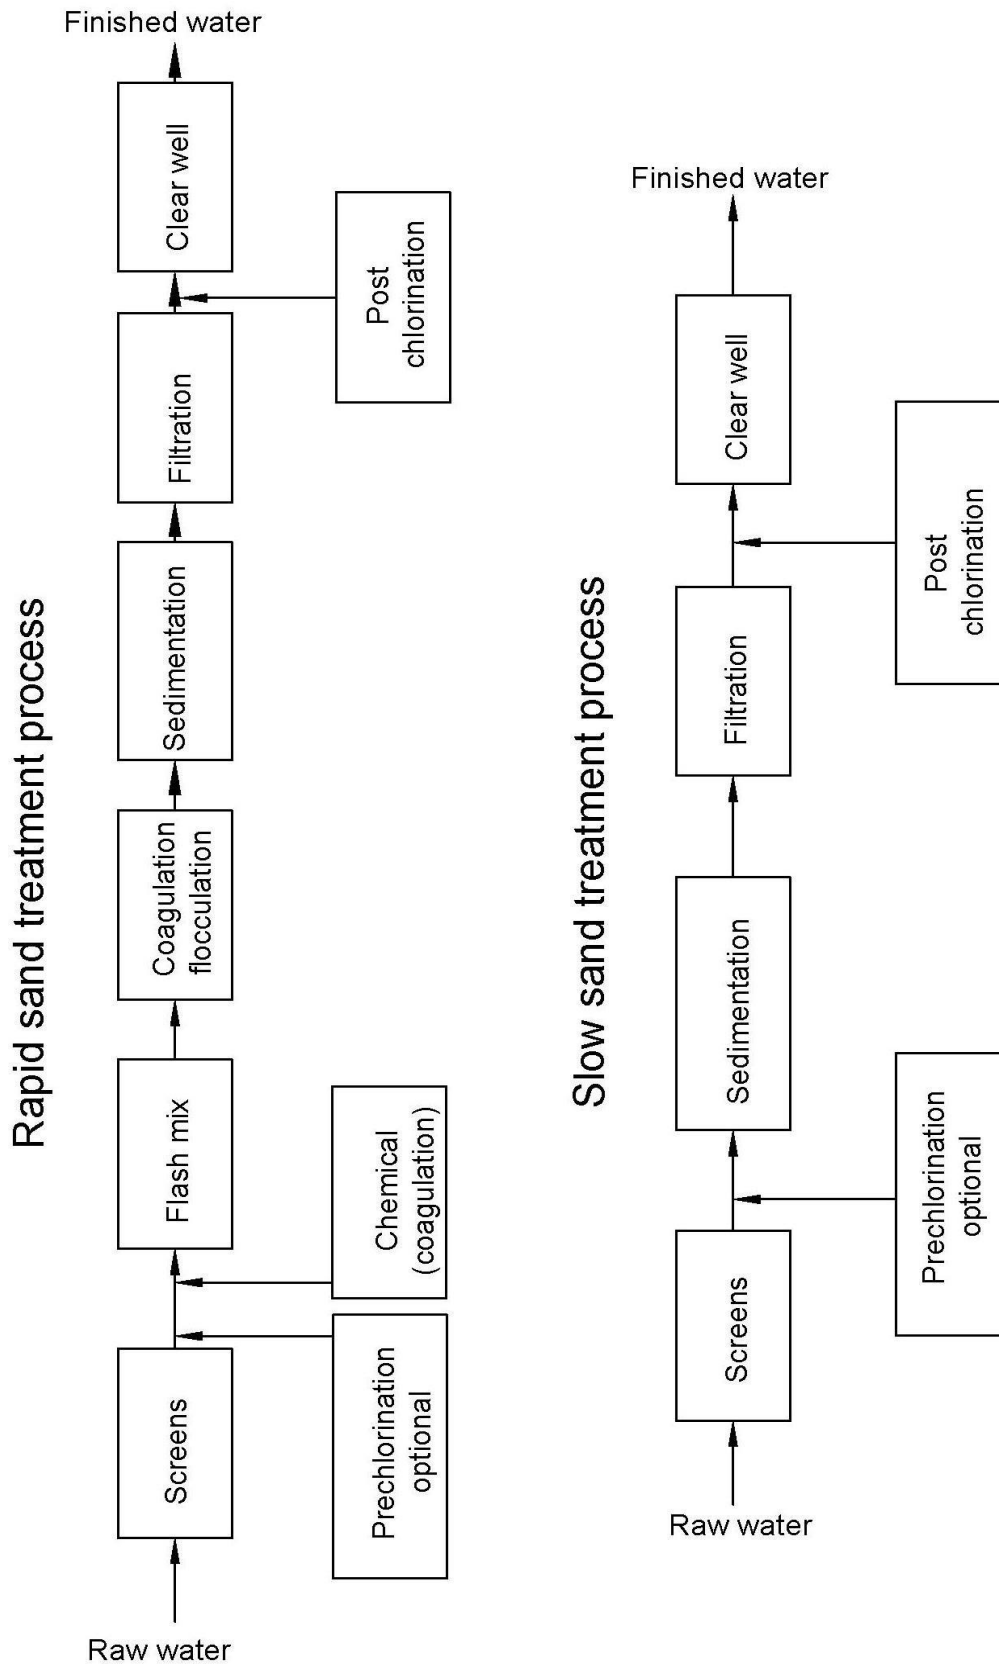 Rapid sand treatment process
Raw water
Screens
Prechlorination
optional
Chemical
(coagulation)
Flash mix
Coagulation
flocculation
Sedimentation
Filtration
Post
chlorination
Clear well
Finished water
Slow sand treatment process
Raw water
Screens
Prechlorination
optional
Sedimentation
Filtration
Post
chlorination
Clear well
Finished water